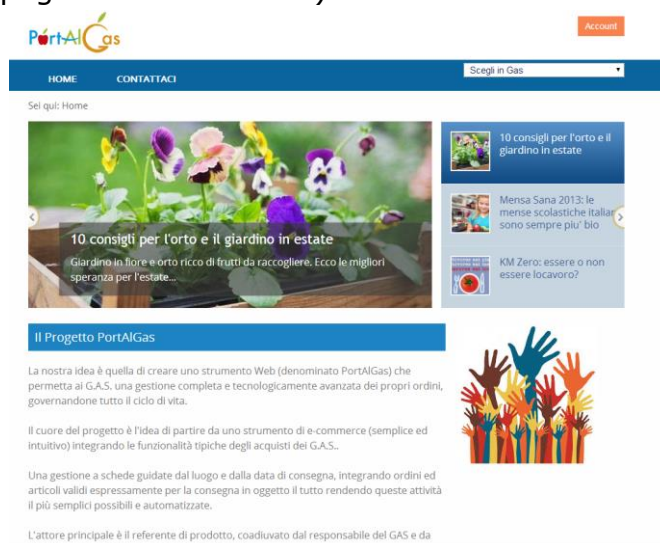 PortAlGas
Account
HOME CONTATTACI
Scegli in Gas
Sei qui: Home
10 consigli per l'orto e il
giardino in estate
Mensa Sana 2013: le
mense scolastiche italiar
sono sempre piu' bio
KM Zero: essere o non
essere locavoro?
10 consigli per l'orto e il giardino in estate
Giardino in fiore e orto ricco di frutti da raccogliere. Ecco le migliori
speranza per l'estate...
Il Progetto PortAlGas
La nostra idea è quella di creare uno strumento Web (denominato PortAlGas) che
permetta ai G.A.S. una gestione completa e tecnologicamente avanzata dei propri ordini,
governandone tutto il ciclo di vita.
Il cuore del progetto è l'idea di partire da uno strumento di e-commerce (semplice ed
intuitivo) integrando le funzionalità tipiche degli acquisti dei G.A.S..
Una gestione a schede guidate dal luogo e dalla data di consegna, integrando ordini ed
articoli validi espressamente per la consegna in oggetto il tutto rendendo queste attività
il più semplici possibili e automatizzate.
L'attore principale è il referente di prodotto, coadiuvato dal responsabile del GAS e da